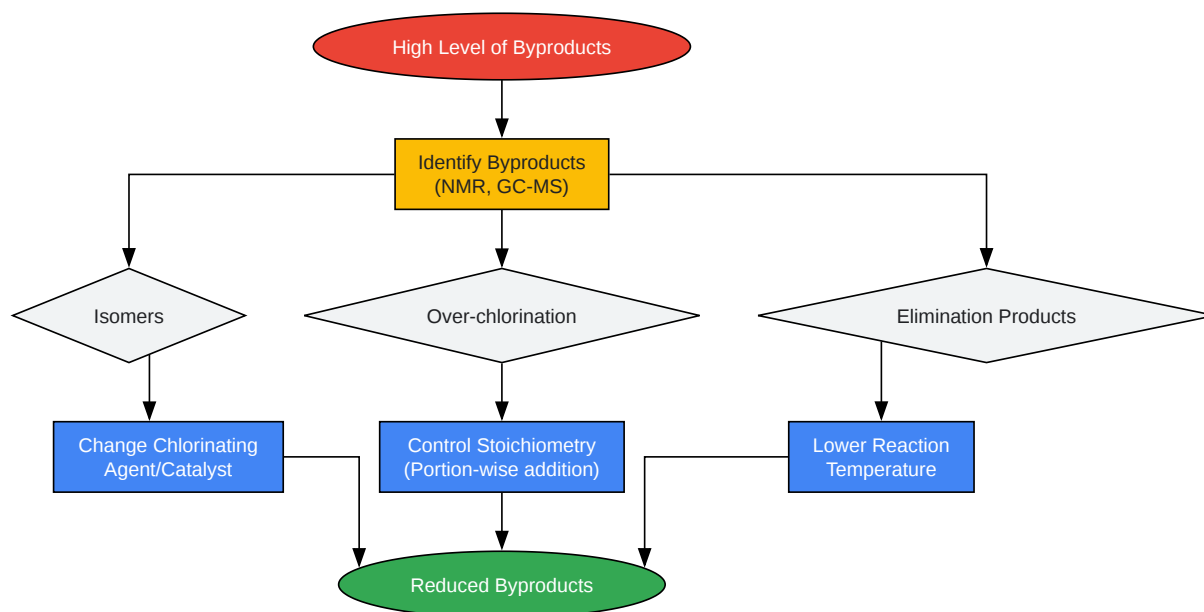 High Level of Byproducts
Identify Byproducts
(NMR, GC-MS)
Isomers
Over-chlorination
Elimination Products
Change Chlorinating
Agent/Catalyst
Control Stoichiometry
(Portion-wise addition)
Lower Reaction
Temperature
Reduced Byproducts